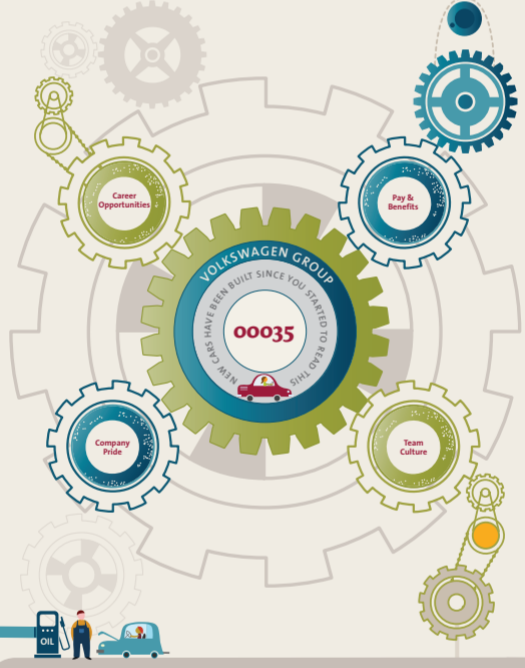 Career
Opportunities
Pay &
Benefits
VOLKSWAGEN GROUP
NEW CARS HAVE BEEN BUILT SINCE YOU STARTED TO READ THIS
00035
Company
Pride
Team
Culture
OIL